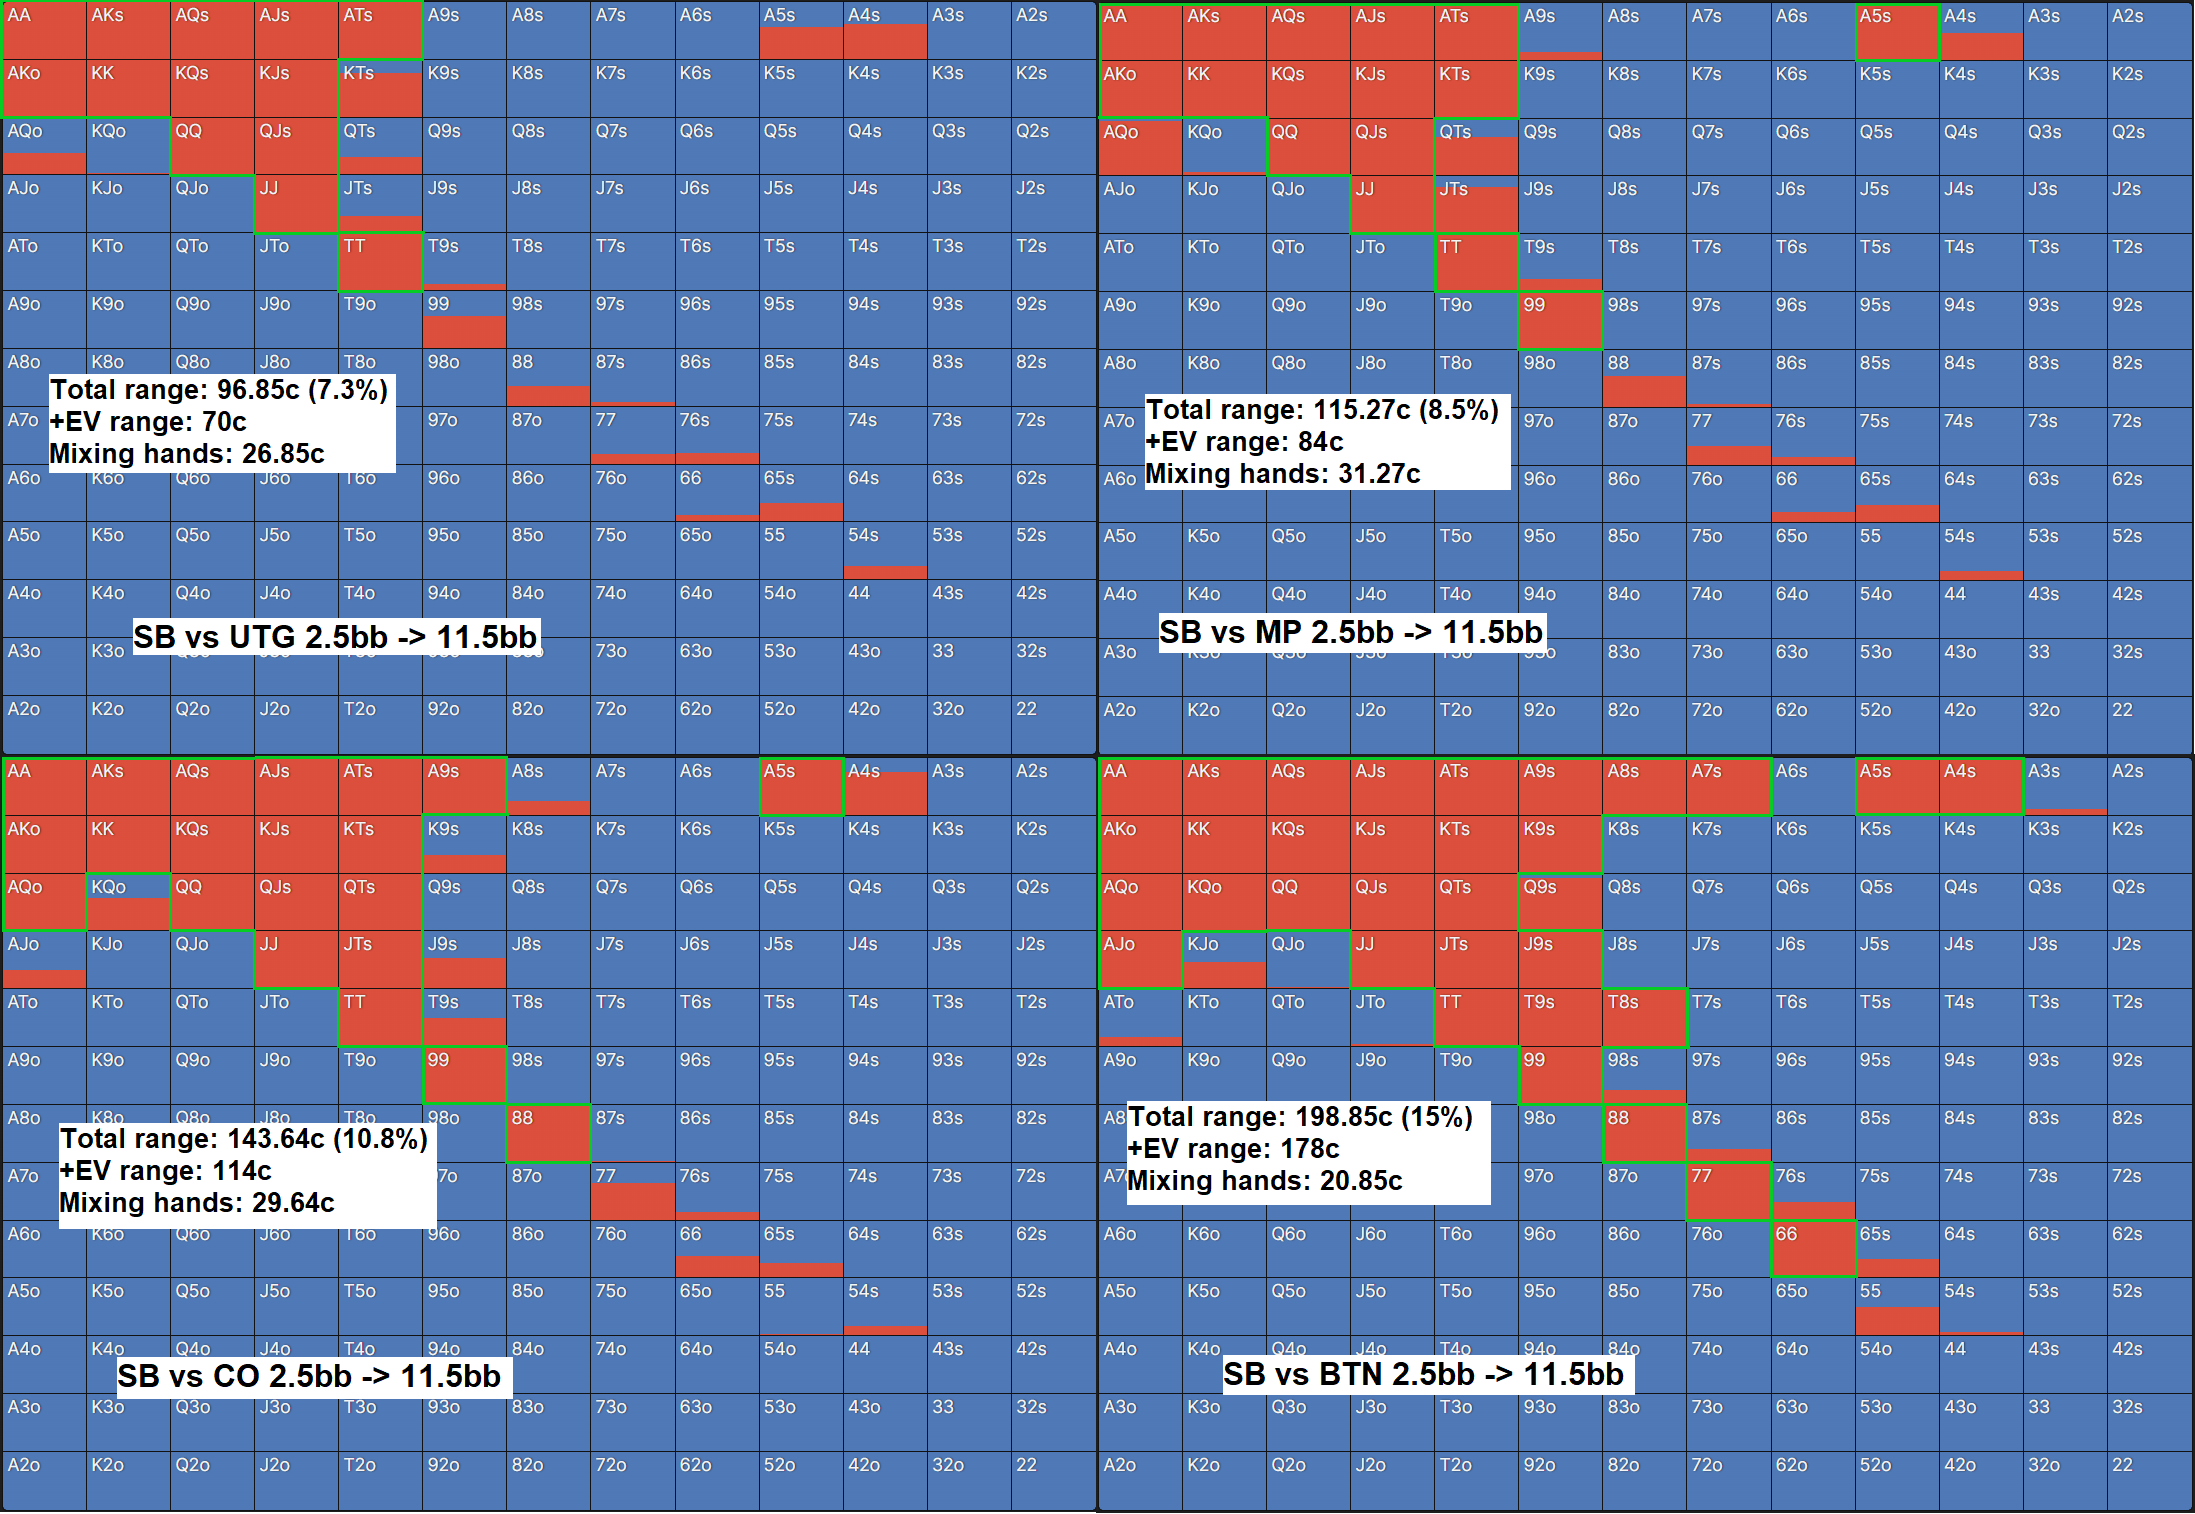 AA AKs AQs AJs ATs A9s A8s A7s A6s A5s A4s A3s A2s
AKo KK KQs KJs KTs K9s K8s K7s K6s K5s K4s K3s K2s
AQo KQo QQ QJs QTs Q9s Q8s Q7s Q6s Q5s Q4s Q3s Q2s
AJo KJo QJo JJ JTs J9s J8s J7s J6s J5s J4s J3s J2s
ATo KTo QTo JTo TT T9s T8s T7s T6s T5s T4s T3s T2s
A9o K9o Q9o J9o T9o 99 98s 97s 96s 95s 94s 93s 92s
A8o K8o Q8o J8o T8o 98o 88 87s 86s 85s 84s 83s 82s
Total range: 96.85c (7.3%)
+EV range: 70c
Mixing hands: 26.85c
A7o 97o 87o 77 76s 75s 74s 73s 72s
A6o K6o Q6o J6o T6o 96o 86o 76o 66 65s 64s 63s 62s
A5o K5o Q5o J5o T5o 95o 85o 75o 65o 55 54s 53s 52s
A4o K4o Q4o J4o T4o 94o 84o 74o 64o 54o 44 43s 42s
SB vs UTG 2.5bb -> 11.5bb
A3o K3o 73o 63o 53o 43o 33 32s
A2o K2o Q2o J2o T2o 92o 82o 72o 62o 52o 42o 32o 22
AA AKs AQs AJs ATs A9s A8s A7s A6s A5s A4s A3s A2s
AKo KK KQs KJs KTs K9s K8s K7s K6s K5s K4s K3s K2s
AQo KQo QQ QJs QTs Q9s Q8s Q7s Q6s Q5s Q4s Q3s Q2s
AJo KJo QJo JJ JTs J9s J8s J7s J6s J5s J4s J3s J2s
ATo KTo QTo JTo TT T9s T8s T7s T6s T5s T4s T3s T2s
A9o K9o Q9o J9o T9o 99 98s 97s 96s 95s 94s 93s 92s
A8o K8o Q8o J8o T8o 98o 88 87s 86s 85s 84s 83s 82s
Total range: 115.27c (8.5%)
+EV range: 84c
Mixing hands: 31.27c
A7o 97o 87o 77 76s 75s 74s 73s 72s
A6o 96o 86o 76o 66 65s 64s 63s 62s
A5o K5o Q5o J5o T5o 95o 85o 75o 65o 55 54s 53s 52s
A4o K4o Q4o J4o T4o 94o 84o 74o 64o 54o 44 43s 42s
SB vs MP 2.5bb -> 11.5bb
A3o 93o 83o 73o 63o 53o 43o 33 32s
A2o K2o Q2o J2o T2o 92o 82o 72o 62o 52o 42o 32o 22
AA AKs AQs AJs ATs A9s A8s A7s A6s A5s A4s A3s A2s
AKo KK KQs KJs KTs K9s K8s K7s K6s K5s K4s K3s K2s
AQo KQo QQ QJs QTs Q9s Q8s Q7s Q6s Q5s Q4s Q3s Q2s
AJo KJo QJo JJ JTs J9s J8s J7s J6s J5s J4s J3s J2s
ATo KTo QTo JTo TT T9s T8s T7s T6s T5s T4s T3s T2s
A9o K9o Q9o J9o T9o 99 98s 97s 96s 95s 94s 93s 92s
A8o K8o Q8o J8o T8o 98o 88 87s 86s 85s 84s 83s 82s
Total range: 143.64c (10.8%)
+EV range: 114c
Mixing hands: 29.64c
A7o 87o 77 76s 75s 74s 73s 72s
A6o K6o Q6o J6o T6o 96o 86o 76o 66 65s 64s 63s 62s
A5o K5o Q5o J5o T5o 95o 85o 75o 65o 55 54s 53s 52s
A4o K4o Q4o J4o T4o 94o 84o 74o 64o 54o 44 43s 42s
SB vs CO 2.5bb -> 11.5bb
A3o K3o Q3o J3o T3o 93o 83o 73o 63o 53o 43o 33 32s
A2o K2o Q2o J2o T2o 92o 82o 72o 62o 52o 42o 32o 22
AA AKs AQs AJs ATs A9s A8s A7s A6s A5s A4s A3s A2s
AKo KK KQs KJs KTs K9s K8s K7s K6s K5s K4s K3s K2s
AQo KQo QQ QJs QTs Q9s Q8s Q7s Q6s Q5s Q4s Q3s Q2s
AJo KJo QJo JJ JTs J9s J8s J7s J6s J5s J4s J3s J2s
ATo KTo QTo JTo TT T9s T8s T7s T6s T5s T4s T3s T2s
A9o K9o Q9o J9o T9o 99 98s 97s 96s 95s 94s 93s 92s
A8 98o 88 87s 86s 85s 84s 83s 82s
Total range: 198.85c (15%)
+EV range: 178c
Mixing hands: 20.85c
A7 97o 87o 77 76s 75s 74s 73s 72s
A6o K6o Q6o J6o T6o 96o 86o 76o 66 65s 64s 63s 62s
A5o K5o Q5o J5o T5o 95o 85o 75o 65o 55 54s 53s 52s
A4o K4o Q4o J4o T4o 94o 84o 74o 64o 54o 44 43s 42s
SB vs BTN 2.5bb -> 11.5bb
A3o K3o Q3o J3o T3o 93o 83o 73o 63o 53o 43o 33 32s
A2o K2o Q2o J2o T2o 92o 82o 72o 62o 52o 42o 32o 22